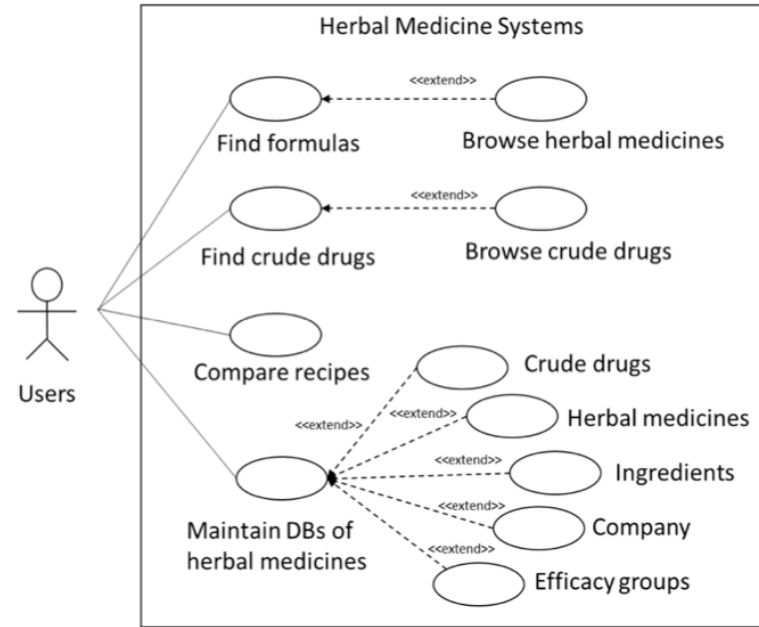 Herbal Medicine Systems
<<extend>>
Find formulas
Browse herbal medicines
<<extend>>
Find crude drugs
Browse crude drugs
Users
Compare recipes
Crude drugs
<<extend>>
Herbal medicines
<<extend>>
<<extend>>
Ingredients
<<extend>>
Company
Maintain DBs of
herbal medicines
<<extend>>
Efficacy groups